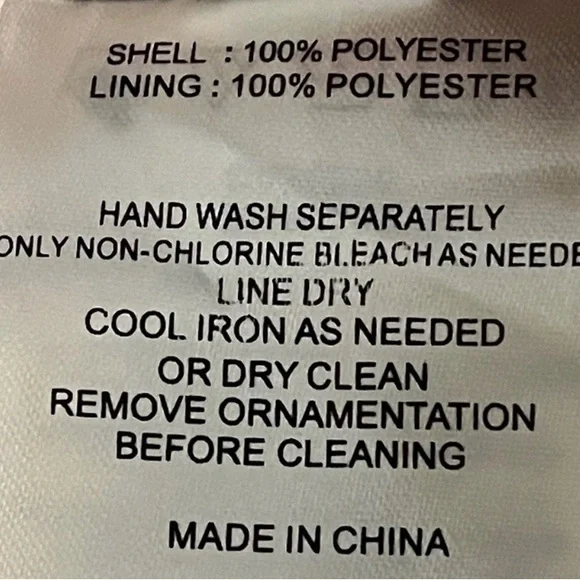 SHELL : 100% POLYESTER
LINING : 100% POLYESTER
HAND WASH SEPARATELY
ONLY NON-CHLORINE BLEACH AS NEEDE
LINE DRY
COOL IRON AS NEEDED
OR DRY CLEAN
REMOVE ORNAMENTATION
BEFORE CLEANING
MADE IN CHINA